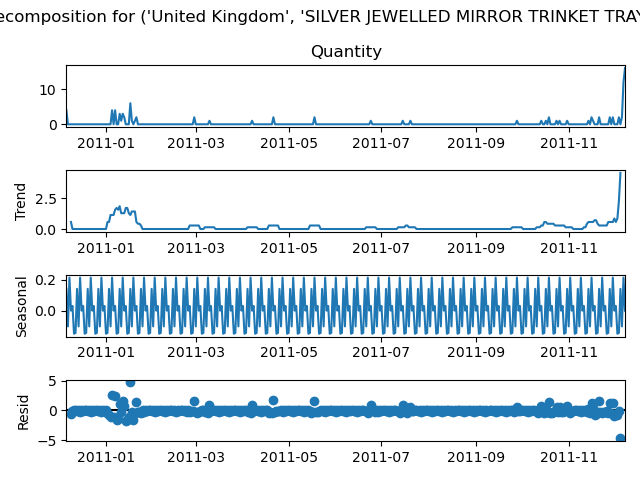 ecomposition for ('United Kingdom', 'SILVER JEWELLED MIRROR TRINKET TRAY
Quantity
10
0
2011-01 2011-03 2011-05 2011-07 2011-09 2011-11
Trend
2.5
0.0
2011-01 2011-03 2011-05 2011-07 2011-09 2011-11
Seasonal
0.2
0.0
2011-01 2011-03 2011-05 2011-07 2011-09 2011-11
Resid
5
0
−5
2011-01 2011-03 2011-05 2011-07 2011-09 2011-11